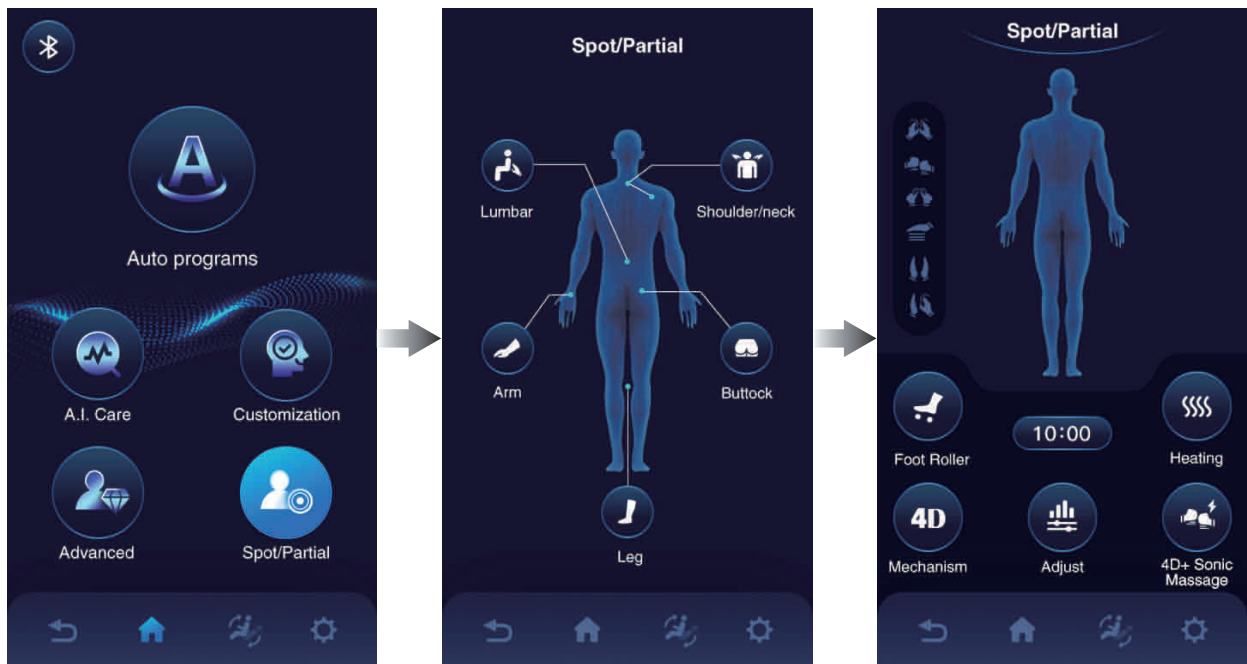 A
Auto programs
A.I. Care
Customization
Advanced
Spot/Partial
Spot/Partial
Lumbar
Shoulder/neck
Arm
Buttock
Leg
Spot/Partial
Foot Roller
10:00
Heating
4D
Mechanism
Adjust
4D+ Sonic
Massage